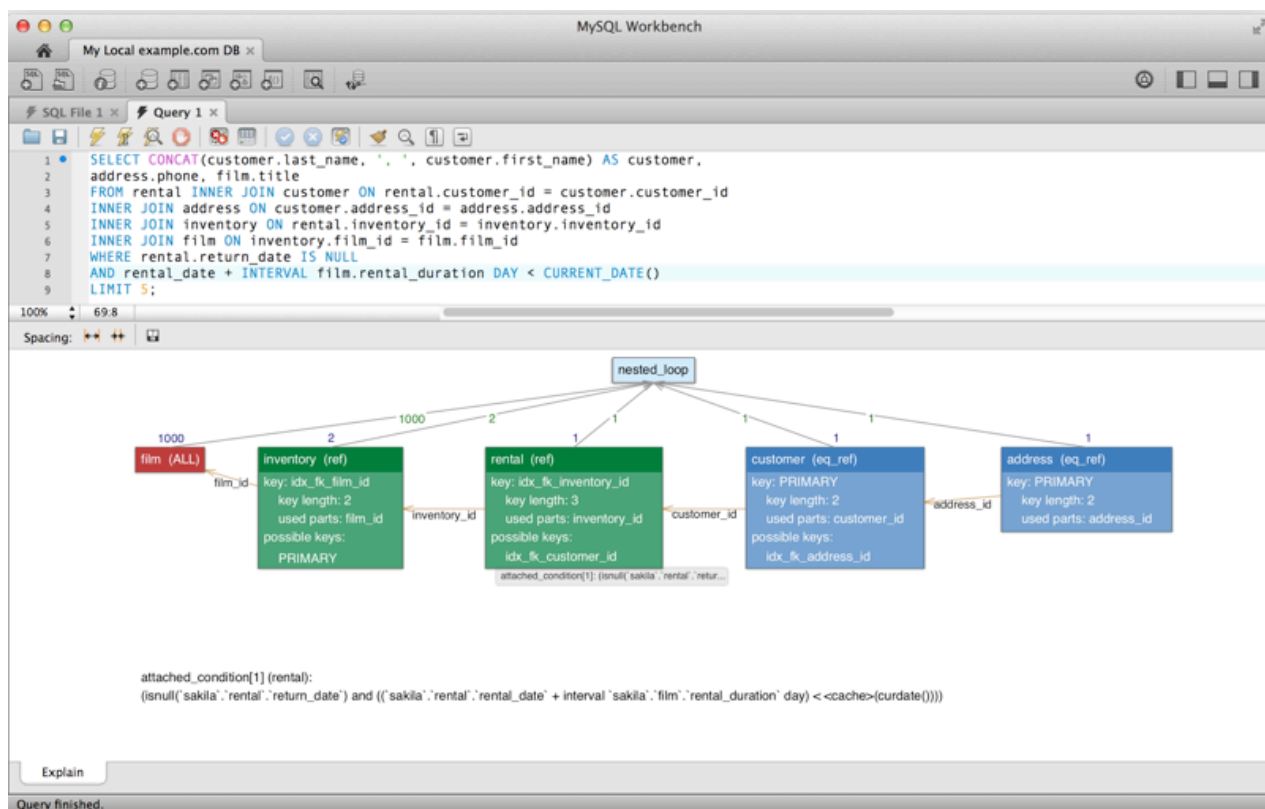 MySQL Workbench
My Local example.com DB ×
SQL File 1 ×
Query 1 ×
1 SELECT CONCAT(customer.last_name, ', ', customer.first_name) AS customer,
2 address.phone, film.title
3 FROM rental INNER JOIN customer ON rental.customer_id = customer.customer_id
4 INNER JOIN address ON customer.address_id = address.address_id
5 INNER JOIN inventory ON rental.inventory_id = inventory.inventory_id
6 INNER JOIN film ON inventory.film_id = film.film_id
7 WHERE rental.return_date IS NULL
8 AND rental_date + INTERVAL film.rental_duration DAY < CURRENT_DATE()
9 LIMIT 5;
100% 69:8
Spacing:
nested_loop
1000 2 1 1 1
1000 2 1 1 1
film (ALL)
film_id
inventory (ref)
key: idx_fk_film_id
key length: 2
used parts: film_id
possible keys:
PRIMARY
inventory_id
rental (ref)
key: idx_fk_inventory_id
key length: 3
used parts: inventory_id
possible keys:
idx_fk_customer_id
attached_condition[1]: (isnull(`sakila`.`rental`.`retur...
customer_id
customer (eq_ref)
key: PRIMARY
key length: 2
used parts: customer_id
possible keys:
idx_fk_address_id
address_id
address (eq_ref)
key: PRIMARY
key length: 2
used parts: address_id
attached_condition[1] (rental):
(isnull(`sakila`.`rental`.`return_date`) and ((`sakila`.`rental`.`rental_date` + interval `sakila`.`film`.`rental_duration` day) < <cache>(curdate())))
Explain
Query finished.